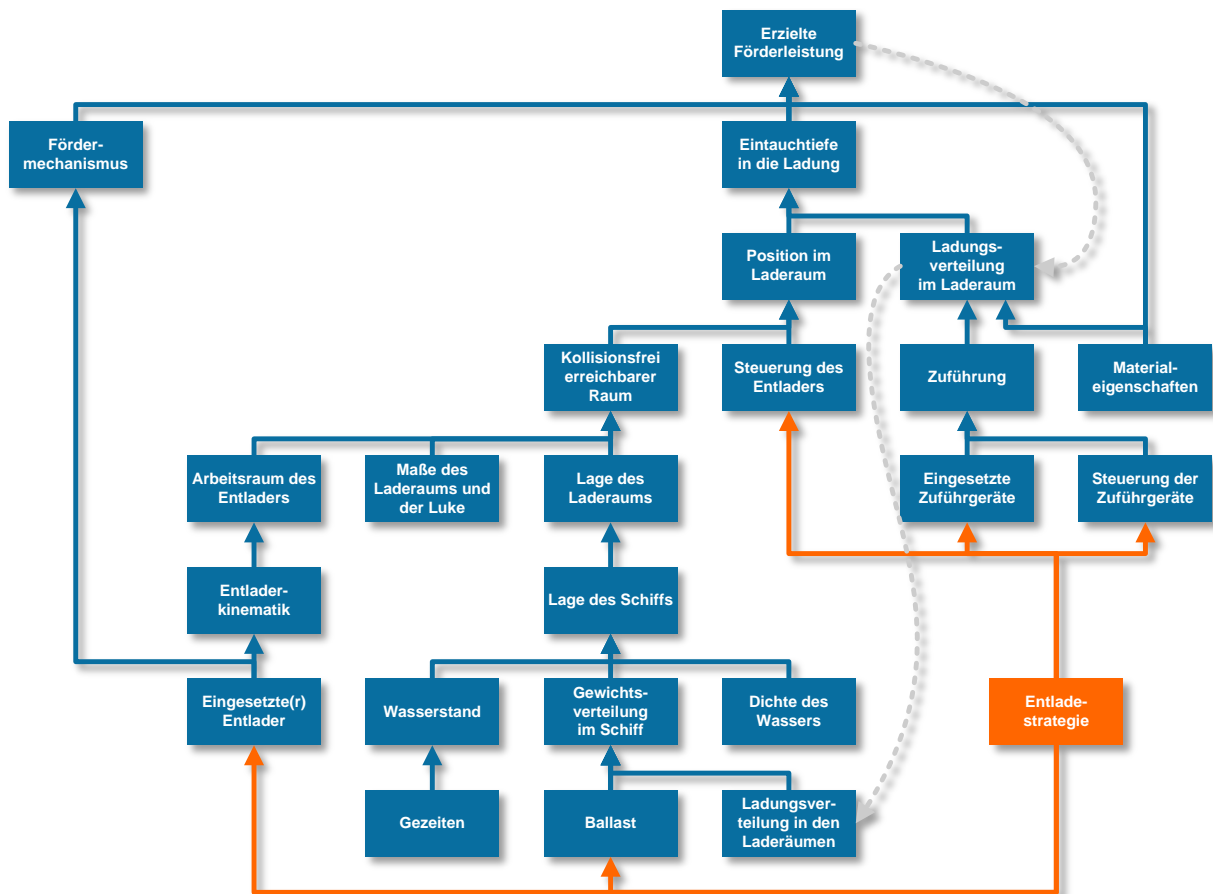 Erzielte
Förderleistung
Förder-
mechanismus
Eintauchtiefe
in die Ladung
Position im
Laderaum
Ladungs-
verteilung
im Laderaum
Kollisionsfrei
erreichbarer
Raum
Steuerung des
Entladers
Zuführung
Material-
eigenschaften
Arbeitsraum des
Entladers
Maße des
Laderaums und
der Luke
Lage des
Laderaums
Eingesetzte
Zuführgeräte
Steuerung der
Zuführgeräte
Entlader-
kinematik
Lage des Schiffs
Eingesetzte(r)
Entlader
Wasserstand
Gewichts-
verteilung
im Schiff
Dichte des
Wassers
Entlade-
strategie
Gezeiten
Ballast
Ladungsver-
teilung in den
Laderäumen